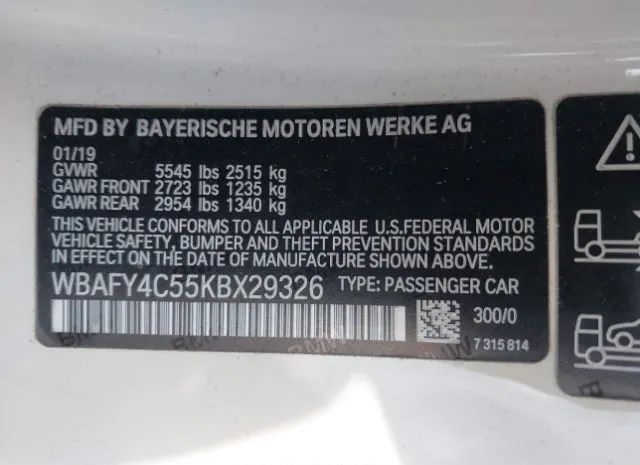 MFD BY BAYERISCHE MOTOREN WERKE AG
01/19
GVWR 5545 lbs 2515 kg
GAWR FRONT 2723 lbs 1235 kg
GAWR REAR 2954 lbs 1340 kg
THIS VEHICLE CONFORMS TO ALL APPLICABLE U.S.FEDERAL MOTOR
VEHICLE SAFETY, BUMPER AND THEFT PREVENTION STANDARDS
IN EFFECT ON THE DATE OF MANUFACTURE SHOWN ABOVE.
WBAFY4C55KBX29326 TYPE: PASSENGER CAR
300/0
7 315 814
BMW BMW BMW